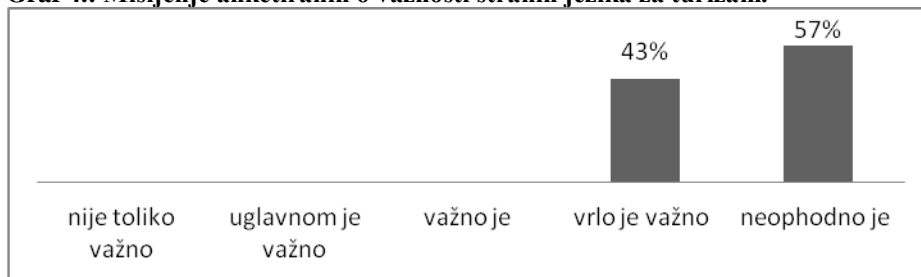 57%
43%
nije toliko važno
uglavnom je važno
važno je
vrlo je važno
neophodno je